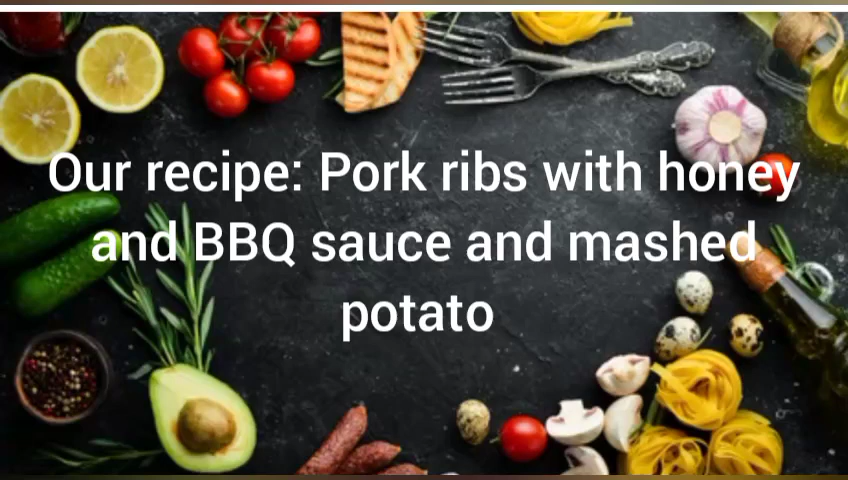 Our recipe: Pork ribs with honey
and BBQ sauce and mashed
potato